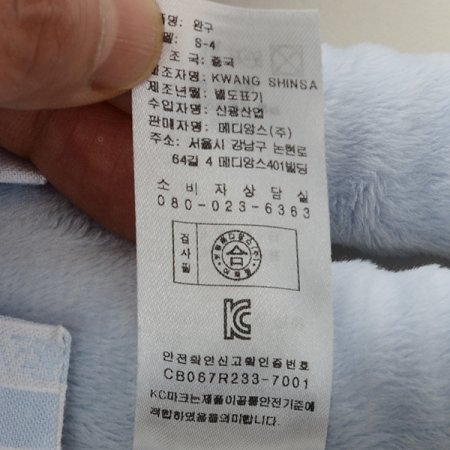 품명: 완구
델: S-4
조국: 중국
제조자명: KWANG SHINSA
제조년월: 별도표기
수입자명: 신광산업
판매자명: 메디앙스(주)
주소: 서울시 강남구 논현로
64길 4 메디앙스401빌딩
소비자상담실
080-023-6363
검사필
合
안전확인신고확인증번호
CB067R233-7001
KC마크는제품이공통안전기준에
적합하였음을의미합니다.